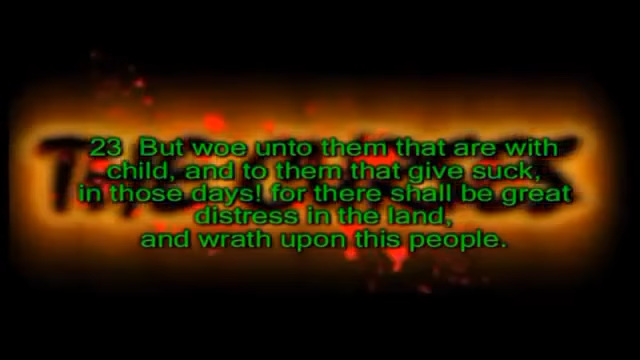 23 But woe unto them that are with
child, and to them that give suck,
in those days! for there shall be great
distress in the land,
and wrath upon this people.